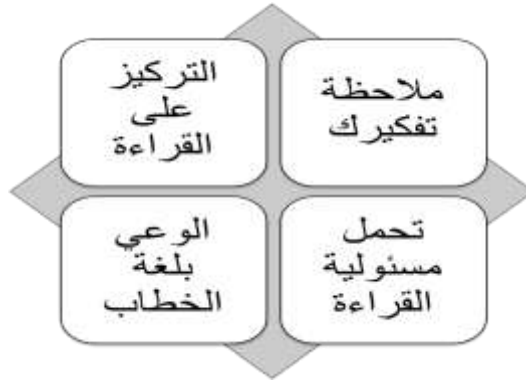 ملاحظة
تفكيرك
التركيز
على
القراءة
تحمل
مسئولية
القراءة
الوعي
بلغة
الخطاب